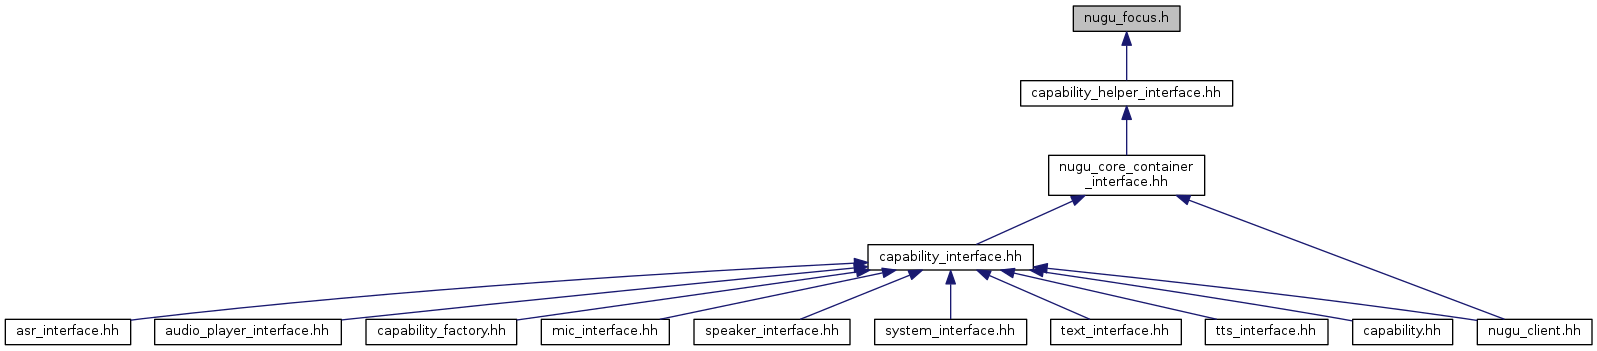 nugu_focus.h
capability_helper_interface.hh
nugu_core_container
_interface.hh
capability_interface.hh
asr_interface.hh
audio_player_interface.hh
capability_factory.hh
mic_interface.hh
speaker_interface.hh
system_interface.hh
text_interface.hh
tts_interface.hh
capability.hh
nugu_client.hh